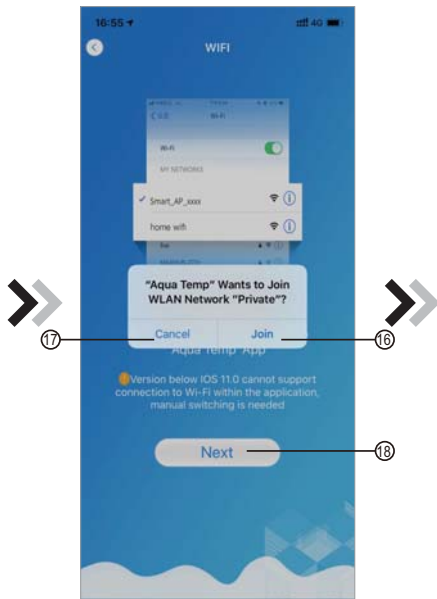 16:55
4G
WIFI
Wi-Fi
Wi-Fi
MY NETWORKS
Smart_AP_xxxx
home wifi
"Aqua Temp" Wants to Join
WLAN Network "Private"?
Cancel
Join
17
16
Aqua Temp App
Version below IOS 11.0 cannot support
connection to Wi-Fi within the application,
manual switching is needed
Next
18